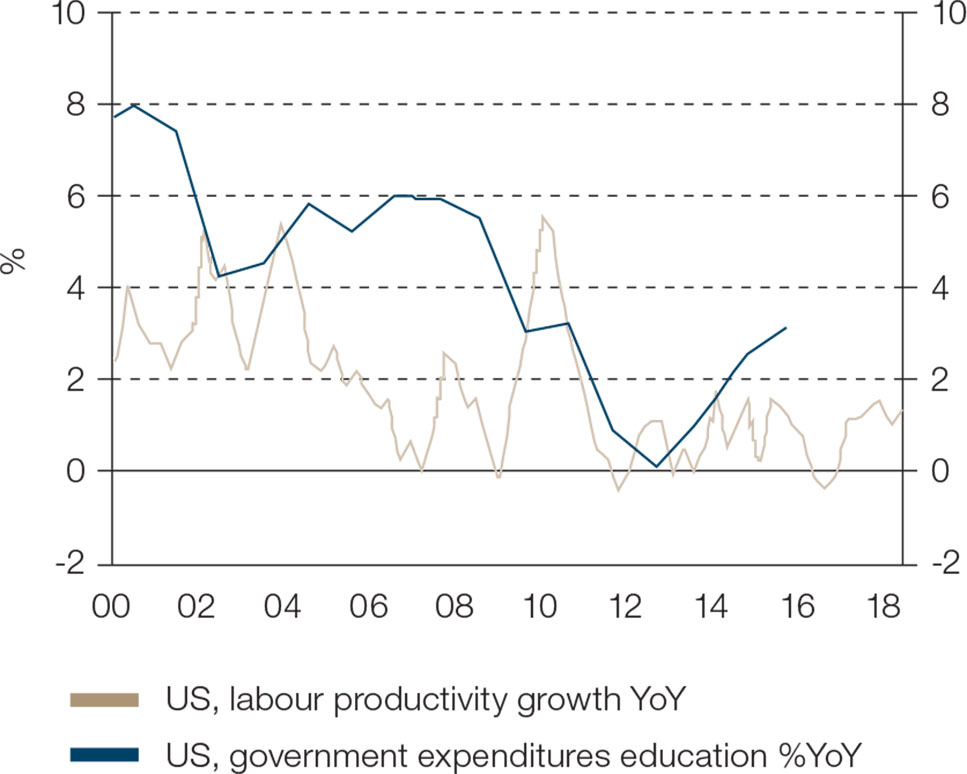 10 10
8 8
6 6
%
4 4
2 2
0 0
-2 -2
00 02 04 06 08 10 12 14 16 18
US, labour productivity growth YoY
US, government expenditures education %YoY